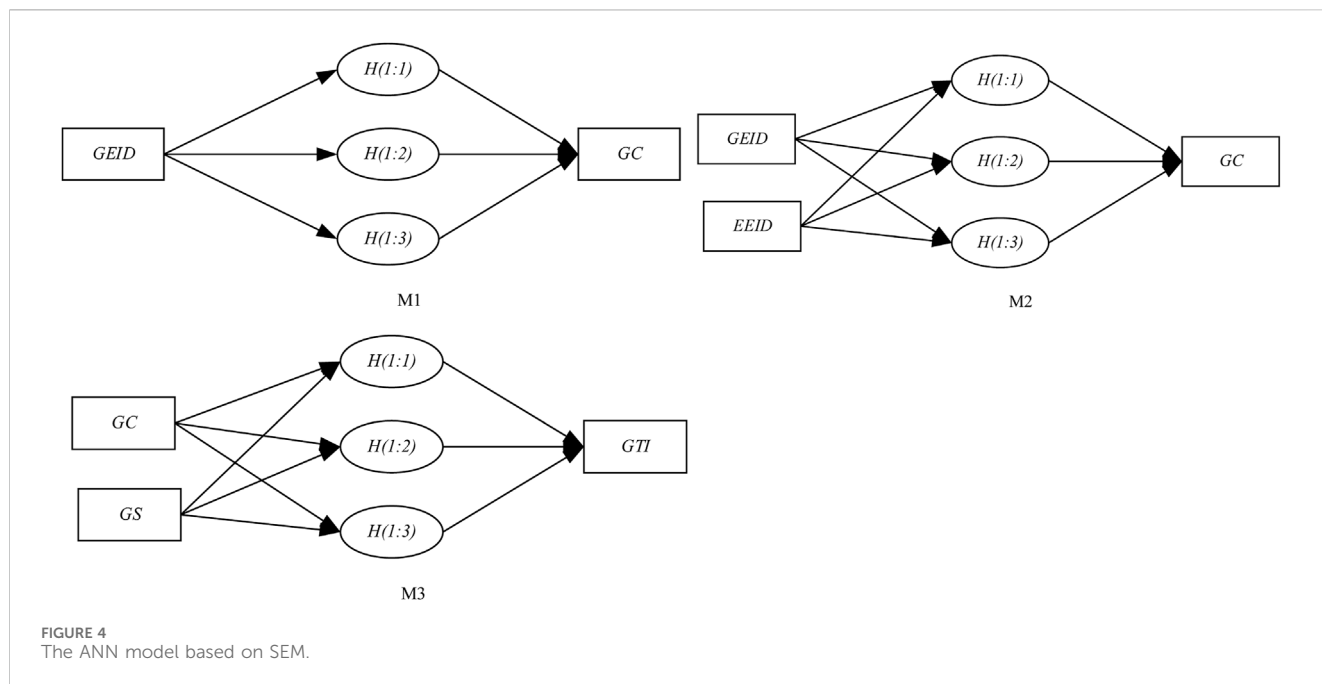 H(1:1)
GEID
H(1:2)
GC
H(1:3)
M1
H(1:1)
GEID
H(1:2)
GC
EEID
H(1:3)
M2
H(1:1)
GC
H(1:2)
GTI
GS
H(1:3)
M3
FIGURE 4
The ANN model based on SEM.